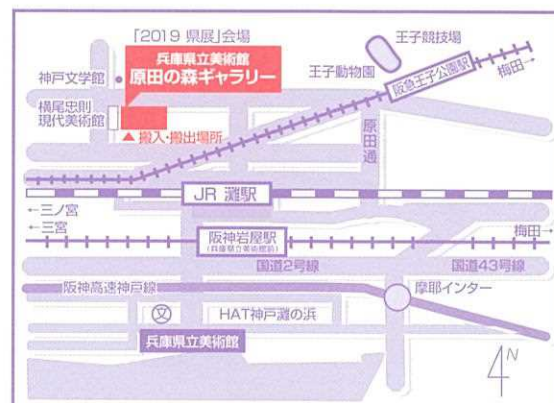 「2019 県展」会場
兵庫県立美術館
原田の森ギャラリー
神戸文学館
横尾忠則
現代美術館
▲搬入・搬出場所
王子競技場
王子動物園
阪急王子公園駅
梅田→
原田通
JR 灘駅
←三ノ宮
←三宮
阪神岩屋駅
(兵庫県立美術館前)
梅田→
国道2号線
国道43号線
阪神高速神戸線
摩耶インター
文
HAT神戸灘の浜
兵庫県立美術館
N